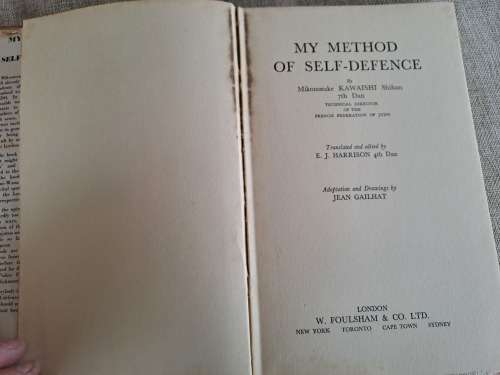 MY
SELF
MY METHOD
OF SELF-DEFENCE
By
Mikonosuke KAWAISHI Shihan
7th Dan
TECHNICAL DIRECTOR
OF THE
FRENCH FEDERATION OF JUDO
Translated and edited by
E. J. HARRISON 4th Dan
Adaptation and Drawings by
JEAN GAILHAT
LONDON
W. FOULSHAM & CO. LTD.
NEW YORK TORONTO CAPE TOWN SYDNEY